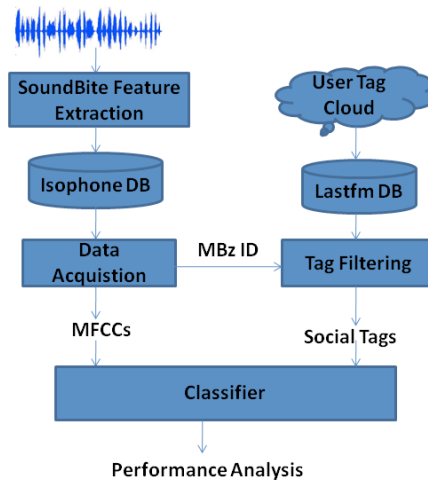 SoundBite Feature
Extraction
User Tag
Cloud
Isophone DB
Lastfm DB
Data
Acquistion
MBz ID
Tag Filtering
MFCCs
Social Tags
Classifier
Performance Analysis